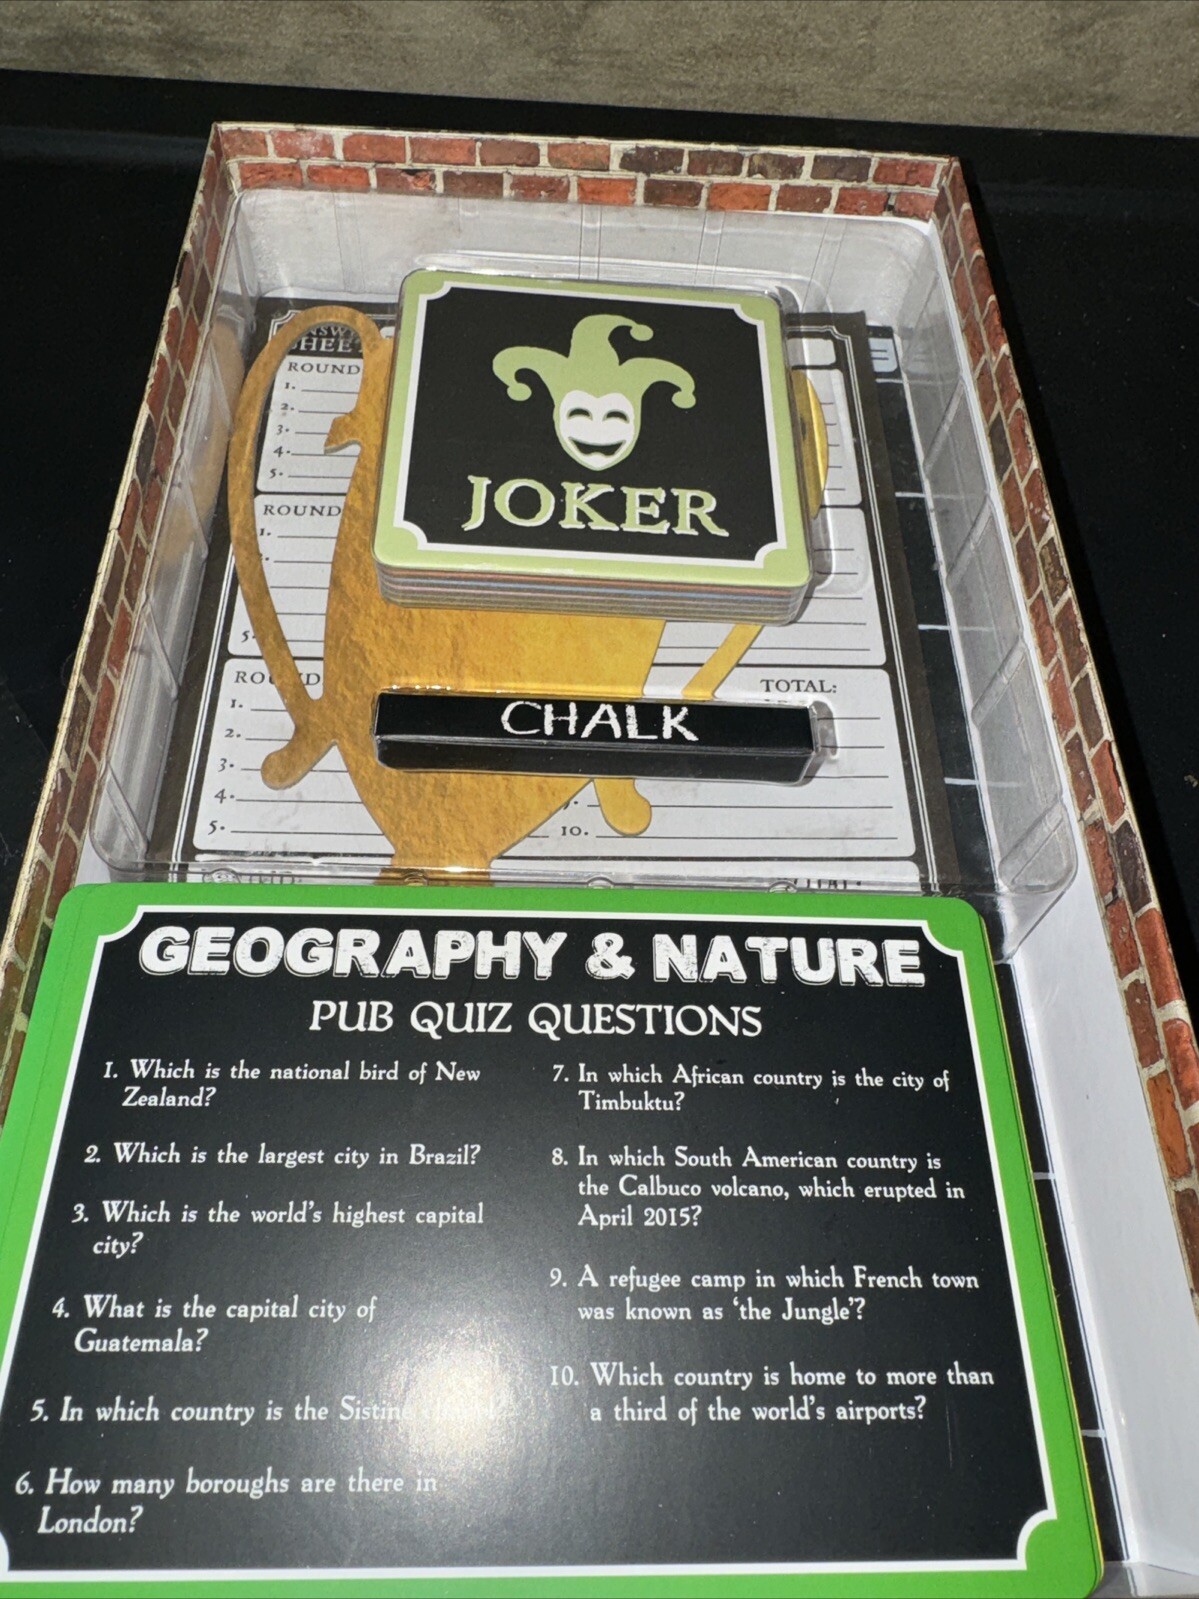 SHEET
ROUND
1.
2.
3.
4.
5.
JOKER
ROUND
1.
5.
ROUND
1.
2.
3.
4.
5.
TOTAL:
10.
CHALK
GEOGRAPHY & NATURE
PUB QUIZ QUESTIONS
1. Which is the national bird of New
Zealand?
2. Which is the largest city in Brazil?
3. Which is the world's highest capital
city?
4. What is the capital city of
Guatemala?
5. In which country is the Sistine
6. How many boroughs are there in
London?
7. In which African country is the city of
Timbuktu?
8. In which South American country is
the Calbuco volcano, which erupted in
April 2015?
9. A refugee camp in which French town
was known as 'the Jungle'?
10. Which country is home to more than
a third of the world's airports?